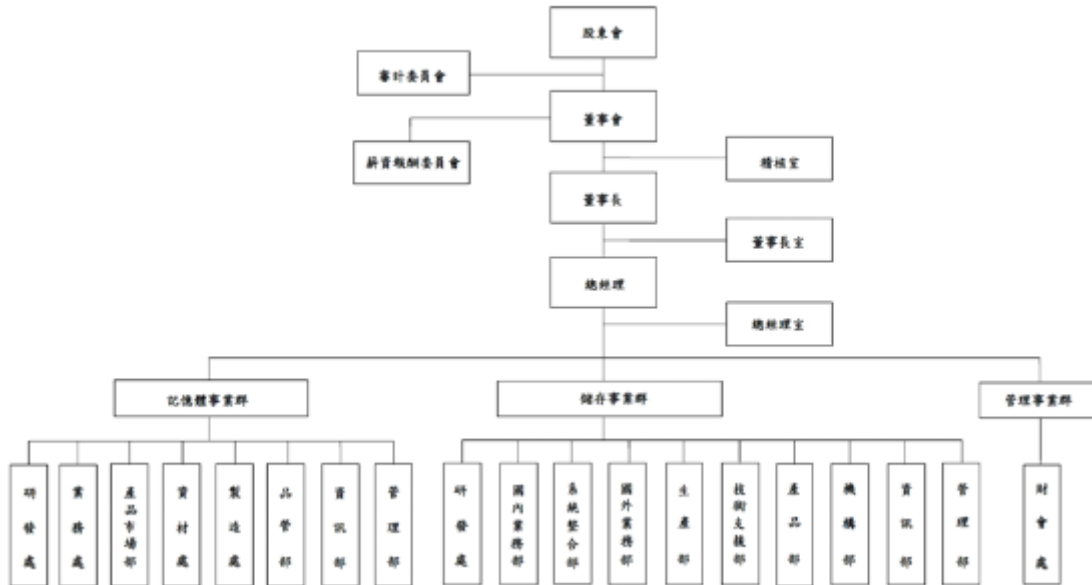 股東會
審計委員會
董事會
薪資報酬委員會
稽核室
董事長
董事長室
總經理
總經理室
記憶體事業群
儲存事業群
管理事業群
研發處
業務處
產品市場部
資材處
製造處
品管部
資訊部
管理部
研發處
國內業務部
系統整合部
國外業務部
生產部
技術支援部
產品部
機構部
資訊部
管理部
財會處